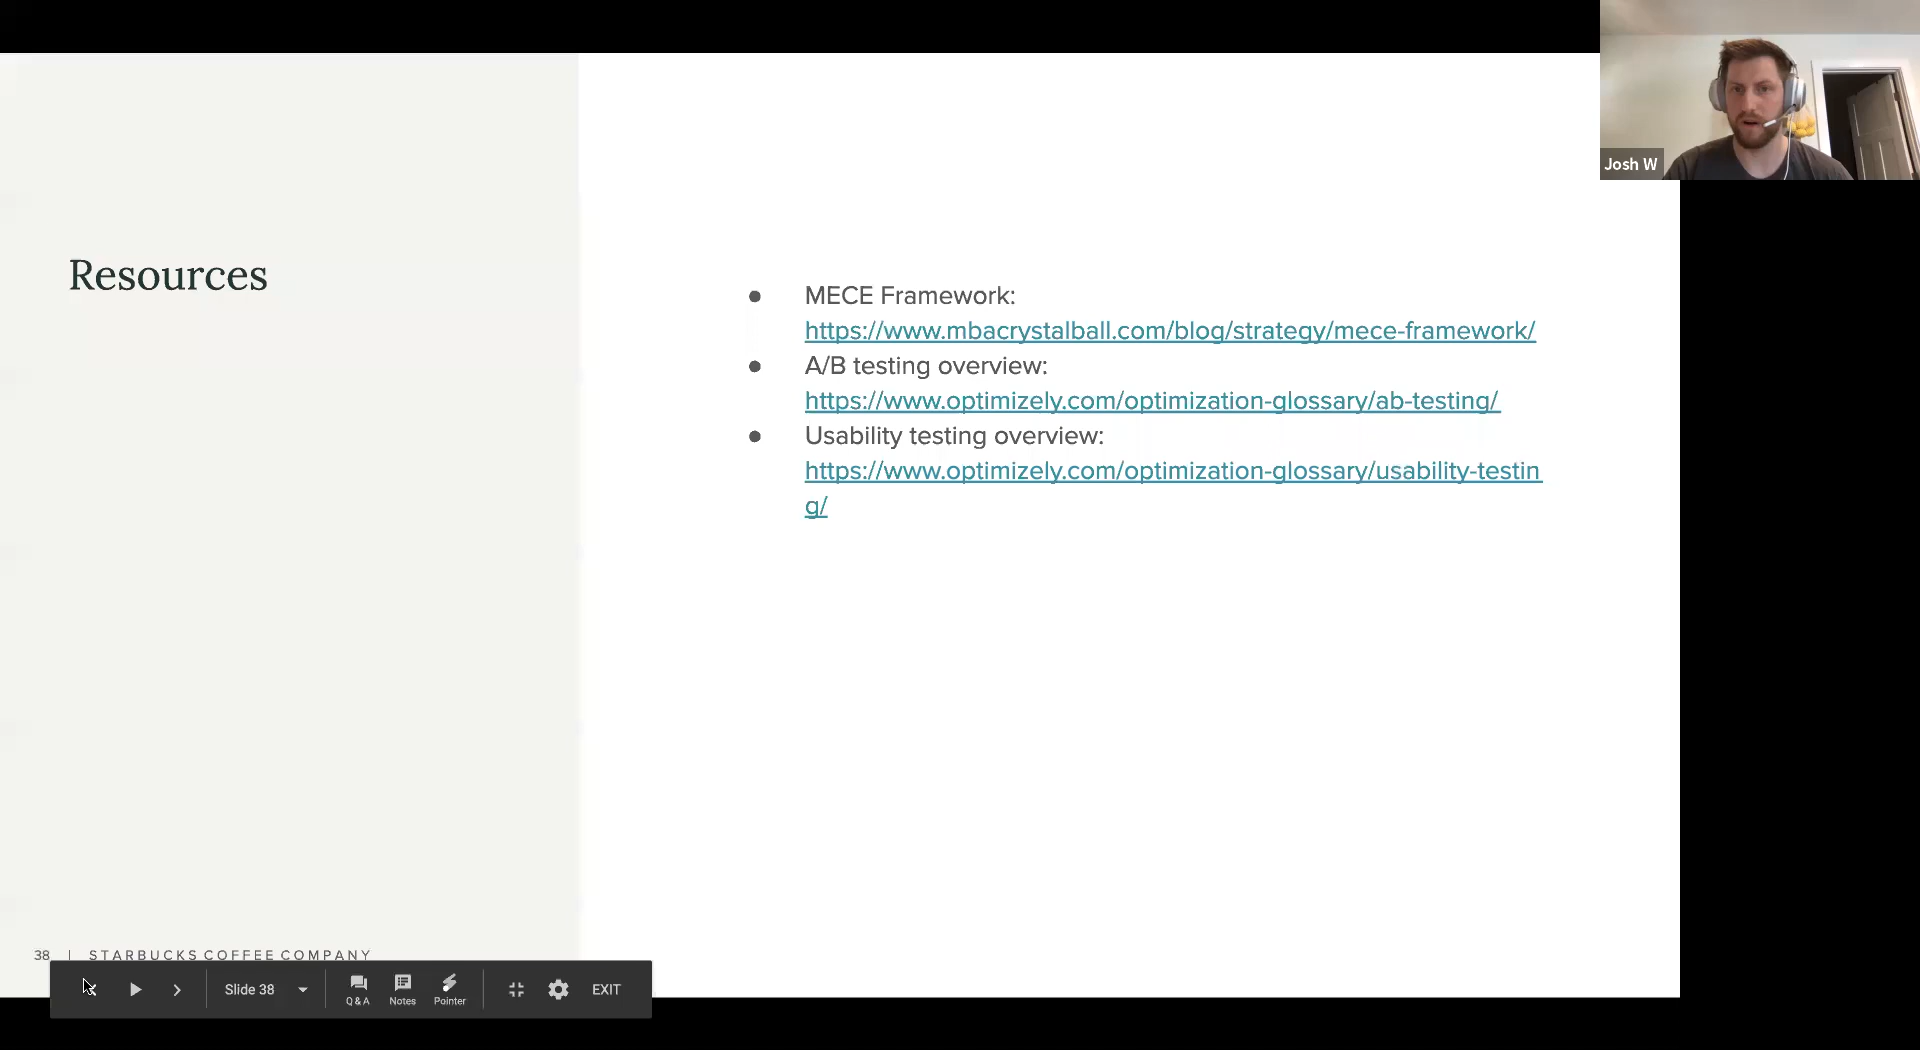 Josh W
Resources
● MECE Framework:
https://www.mbacrystalball.com/blog/strategy/mece-framework/
● A/B testing overview:
https://www.optimizely.com/optimization-glossary/ab-testing/
● Usability testing overview:
https://www.optimizely.com/optimization-glossary/usability-testin
g/
38 | STARBUCKS COFFEE COMPANY
Slide 38
Q & A
Notes
Pointer
EXIT